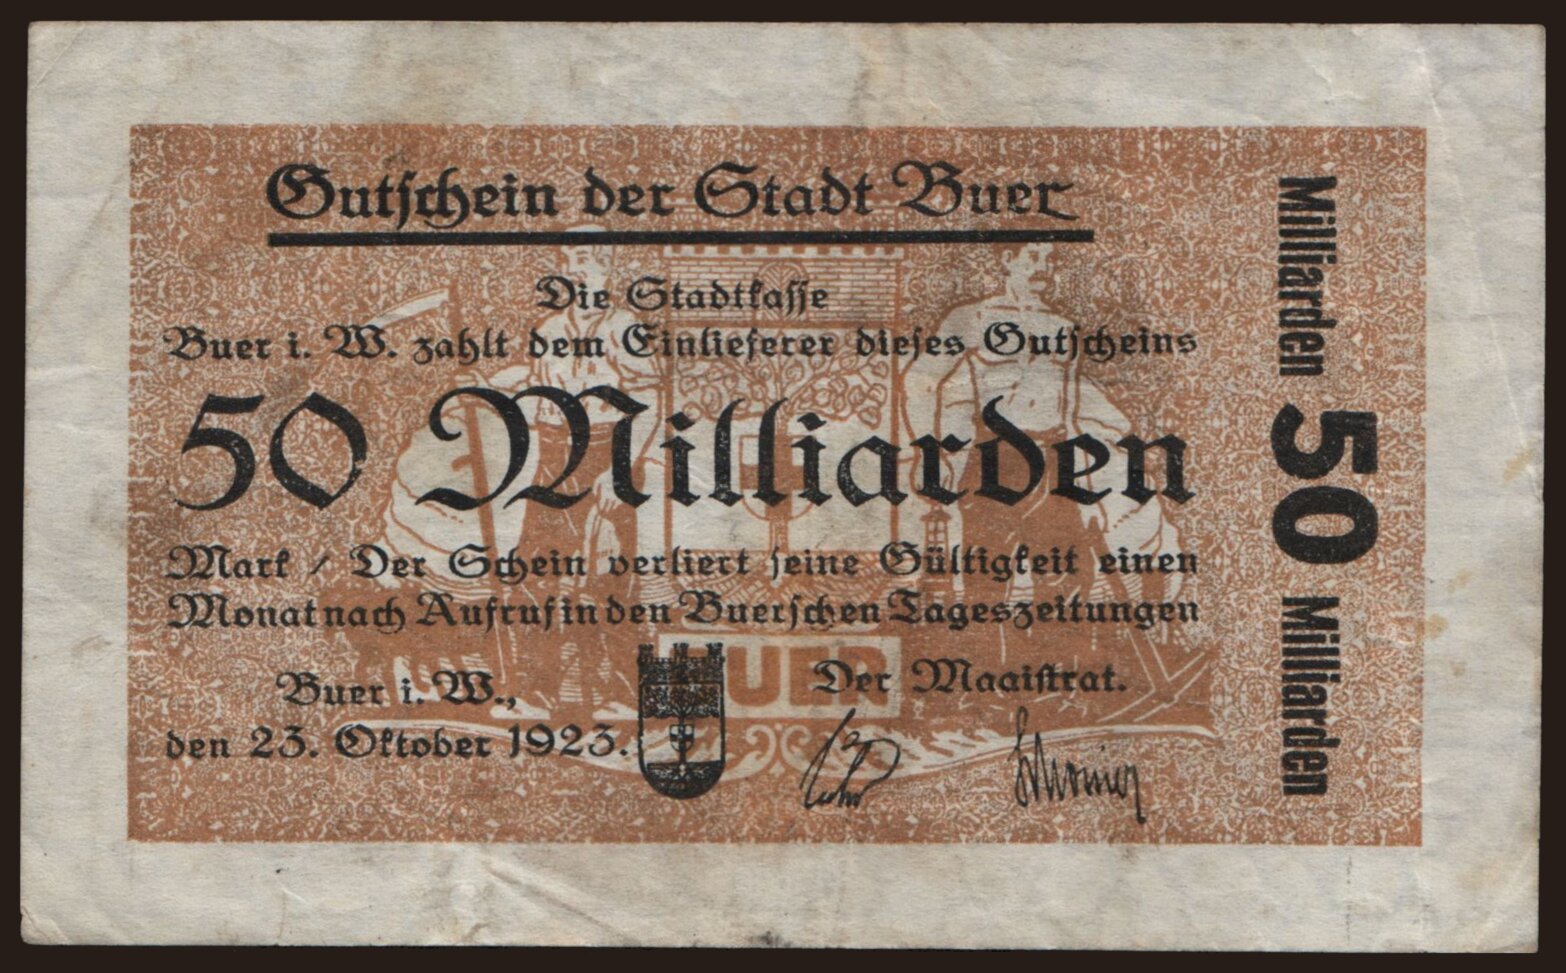 Gutschein der Stadt Buer
Die Stadtkasse
Buer i. W. zahlt dem Einlieferer dieses Gutscheins
50 Milliarden
Mark / Der Schein verliert seine Gültigkeit einen
Monat nach Aufruf in den Buerschen Tageszeitungen
Buer i. W.,
den 23. Oktober 1923.
Der Magistrat.
BUER
Milliarden 50 Milliarden